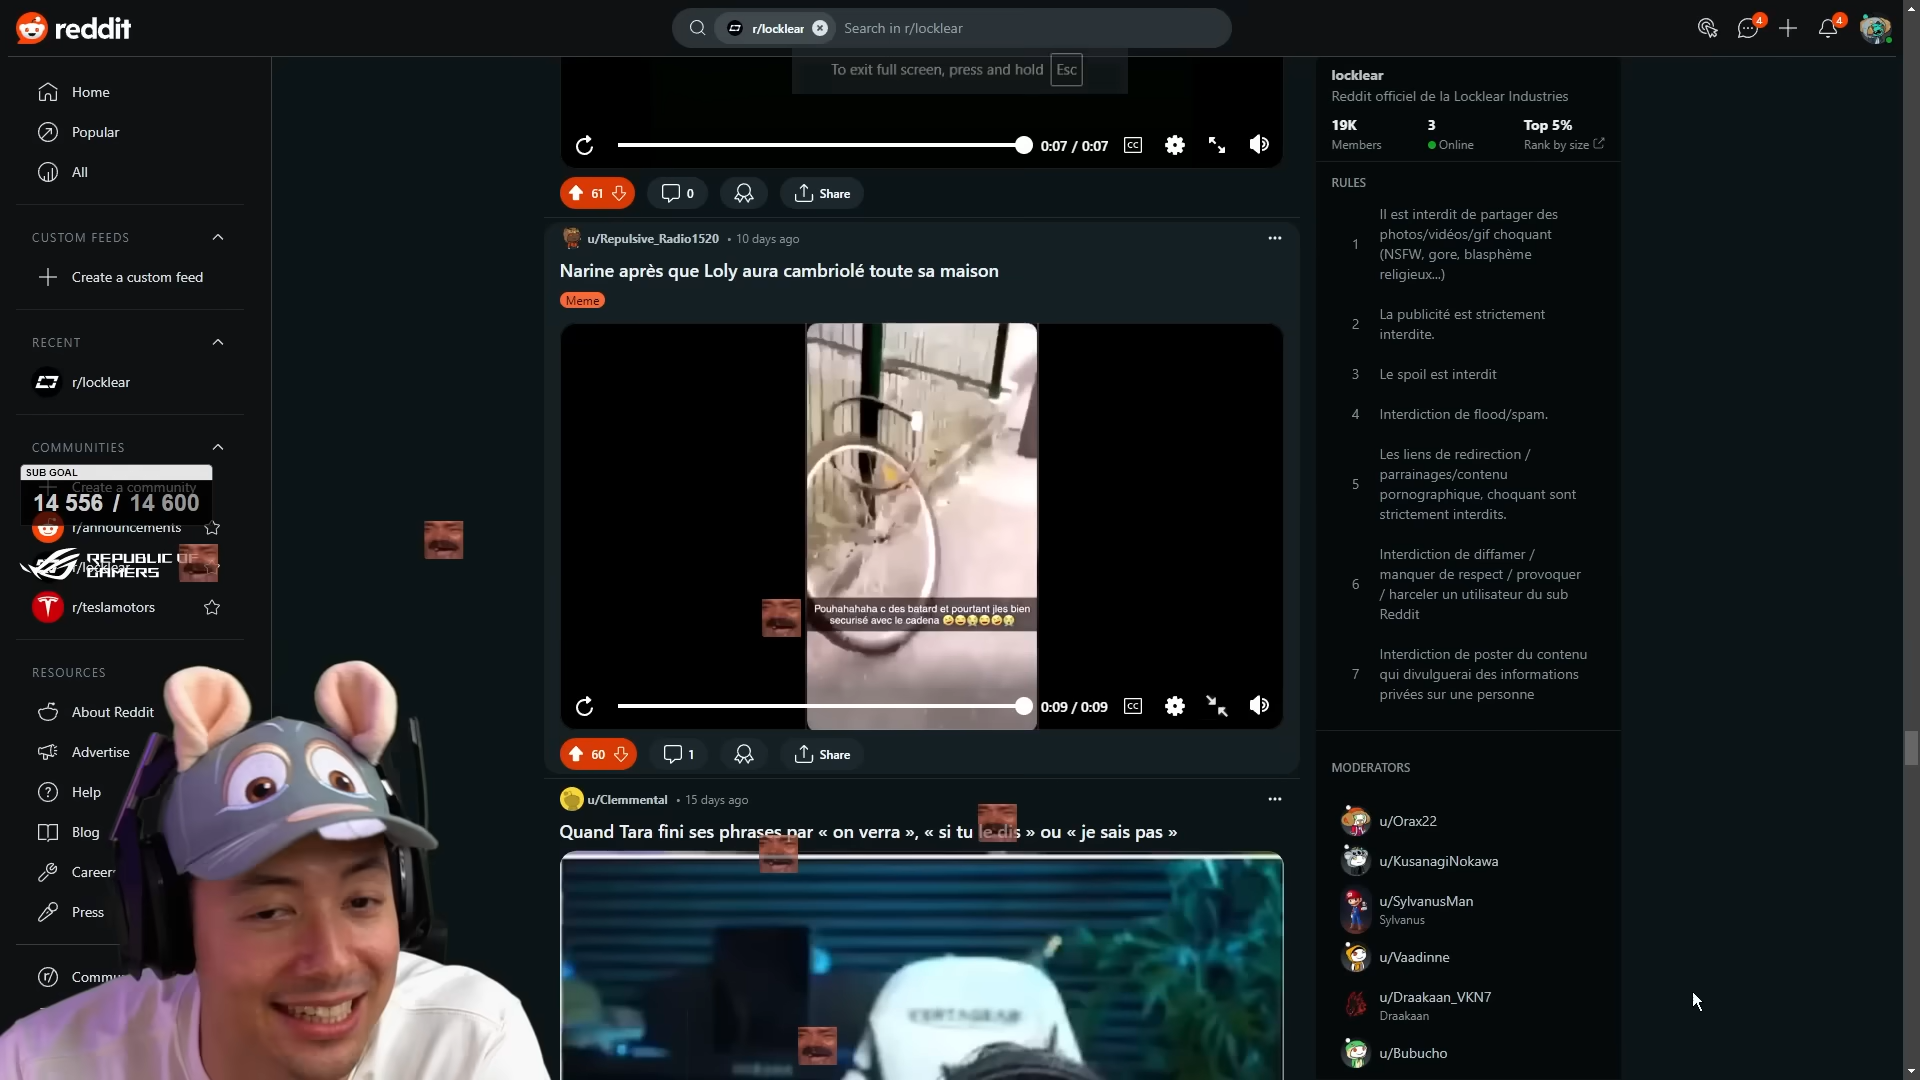 reddit
r/locklear
Search in r/locklear
4
4
To exit full screen, press and hold Esc
Home
Popular
All
CUSTOM FEEDS
Create a custom feed
RECENT
r/locklear
COMMUNITIES
SUB GOAL
Create a community
14 556 / 14 600
r/announcements
REPUBLIC OF
GAMERS
r/locklear
r/teslamotors
RESOURCES
About Reddit
Advertise
Help
Blog
Press
0:07 / 0:07
CC
61
0
Share
u/Repulsive_Radio1520 • 10 days ago
Narine après que Loly aura cambriolé toute sa maison
Meme
Pouhahahaha c des batard et pourtant jles bien
securisé avec le cadena 🤣😂😭😂🤣😭
0:09 / 0:09
CC
60
1
Share
u/Clemmental • 15 days ago
Quand Tara fini ses phrases par « on verra », « si tu le dis » ou « je sais pas »
VERTAGEAR
locklear
Reddit officiel de la Locklear Industries
19K
Members
3
Online
Top 5%
Rank by size
RULES
1
Il est interdit de partager des
photos/vidéos/gif choquant
(NSFW, gore, blasphème
religieux...)
2
La publicité est strictement
interdite.
3 Le spoil est interdit
4 Interdiction de flood/spam.
5
Les liens de redirection /
parrainages/contenu
pornographique, choquant sont
strictement interdits.
6
Interdiction de diffamer /
manquer de respect / provoquer
/ harceler un utilisateur du sub
Reddit
7
Interdiction de poster du contenu
qui divulguerai des informations
privées sur une personne
MODERATORS
u/Orax22
u/KusanagiNokawa
u/SylvanusMan
Sylvanus
u/Vaadinne
u/Draakaan_VKN7
Draakaan
u/Bubucho